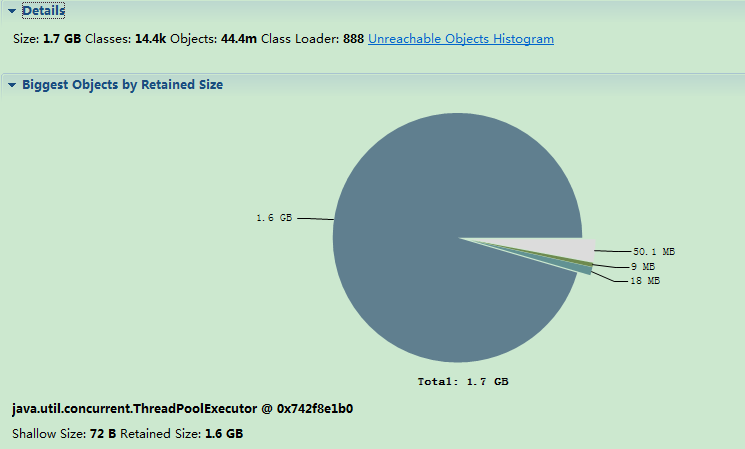 Details
Size: 1.7 GB Classes: 14.4k Objects: 44.4m Class Loader: 888 Unreachable Objects Histogram
Biggest Objects by Retained Size
1.6 GB
50.1 MB
9 MB
18 MB
Total: 1.7 GB
java.util.concurrent.ThreadPoolExecutor @ 0x742f8e1b0
Shallow Size: 72 B Retained Size: 1.6 GB